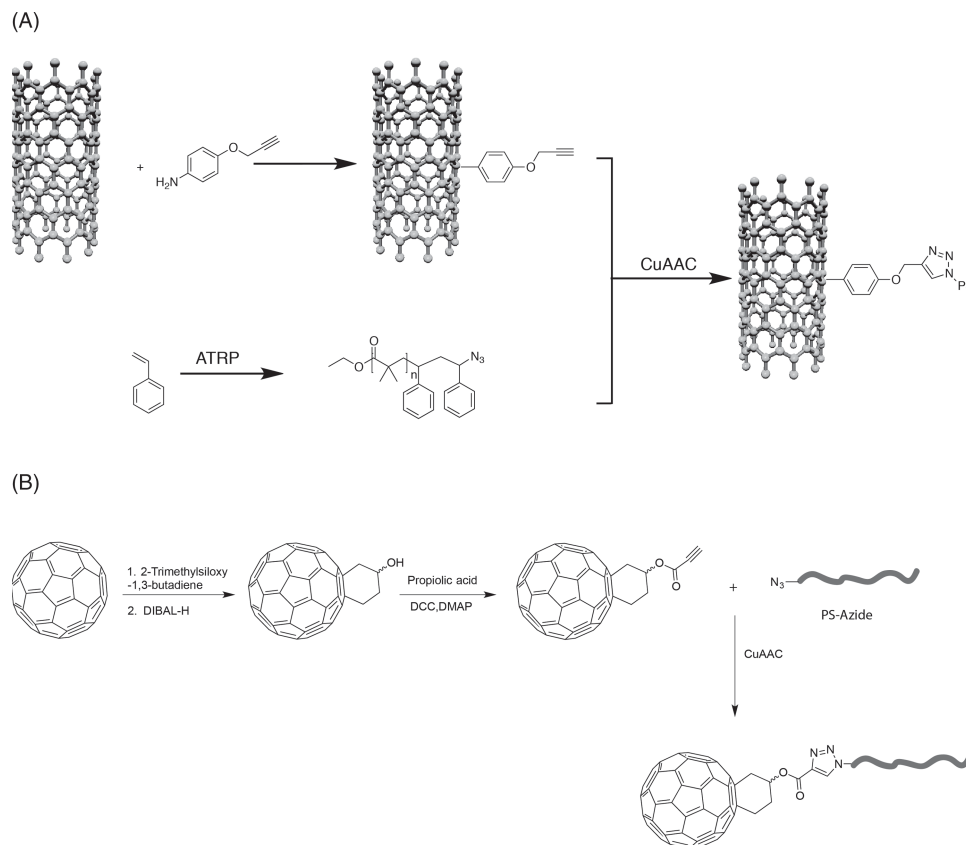 (A)
+
H₂N
O
O
CuAAC
O
N
N
N
P
ATRP
O
O
n
N₃
(B)
1. 2-Trimethylsiloxy
-1,3-butadiene
2. DIBAL-H
OH
Propiolic acid
DCC,DMAP
O
O
+
N₃
PS-Azide
CuAAC
O
O
N
N
N